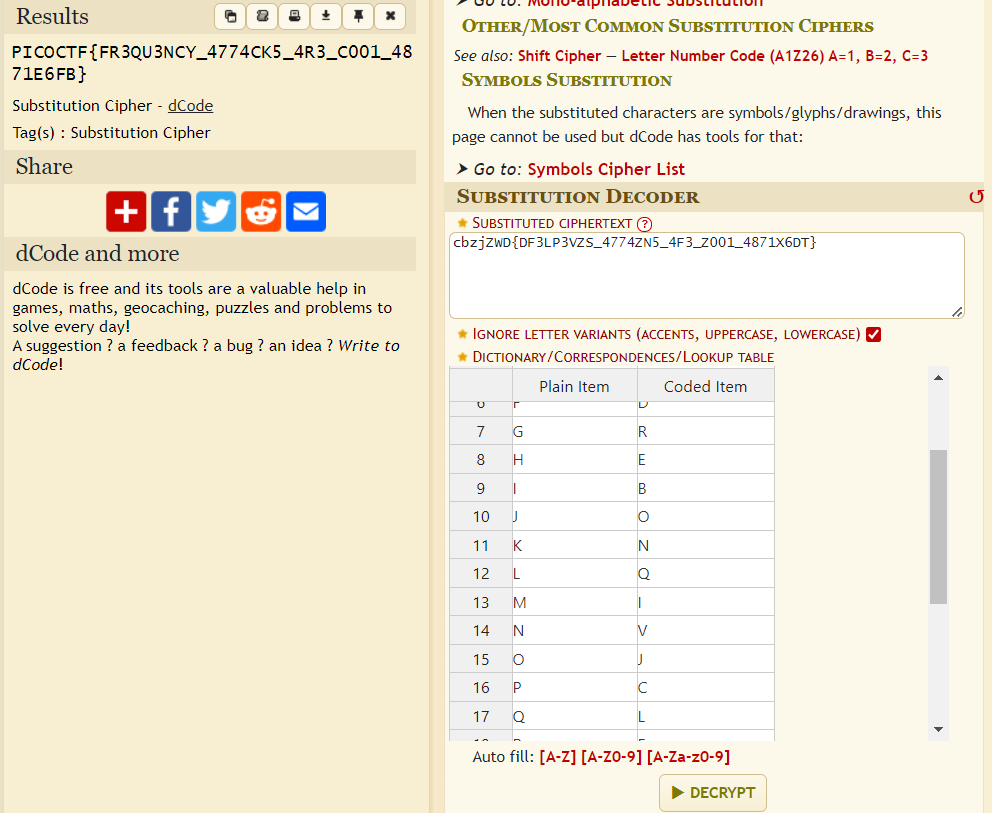 Results
PICOCTF{FR3QU3NCY_4774CK5_4R3_C001_48
71E6FB}
Substitution Cipher - dCode
Tag(s) : Substitution Cipher
Share
dCode and more
dCode is free and its tools are a valuable help in
games, maths, geocaching, puzzles and problems to
solve every day!
A suggestion ? a feedback ? a bug ? an idea ? Write to
dCode!
➤ Go to: Mono-alphabetic Substitution
Other/Most Common Substitution Ciphers
See also: Shift Cipher — Letter Number Code (A1Z26) A=1, B=2, C=3
Symbols Substitution
When the substituted characters are symbols/glyphs/drawings, this
page cannot be used but dCode has tools for that:
➤ Go to: Symbols Cipher List
Substitution Decoder
★ Substituted ciphertext ?
cbzjZWD{DF3LP3VZS_4774ZN5_4F3_Z001_4871X6DT}
★ Ignore letter variants (accents, uppercase, lowercase)
★ Dictionary/Correspondences/Lookup table
Plain Item Coded Item
6 F D
7 G R
8 H E
9 I B
10 J O
11 K N
12 L Q
13 M I
14 N V
15 O J
16 P C
17 Q L
Auto fill: [A-Z] [A-Z0-9] [A-Za-z0-9]
▶ DECRYPT